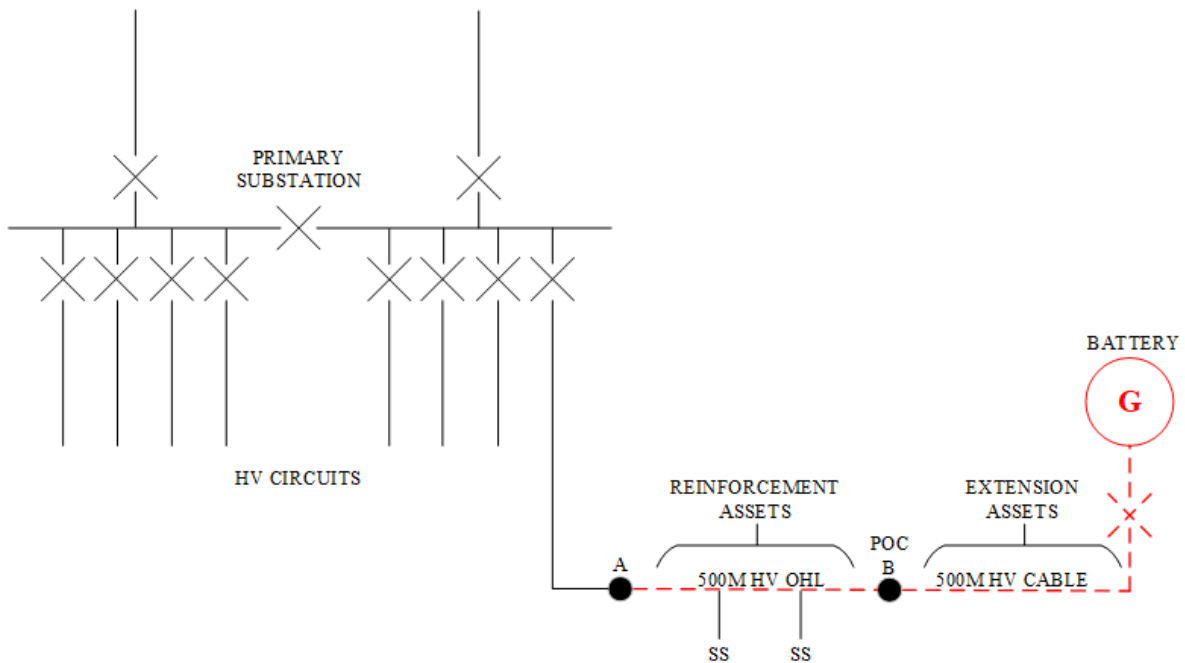 PRIMARY
SUBSTATION
BATTERY
G
HV CIRCUITS
REINFORCEMENT
ASSETS
EXTENSION
ASSETS
POC
A
B
500M HV OHL
500M HV CABLE
SS
SS